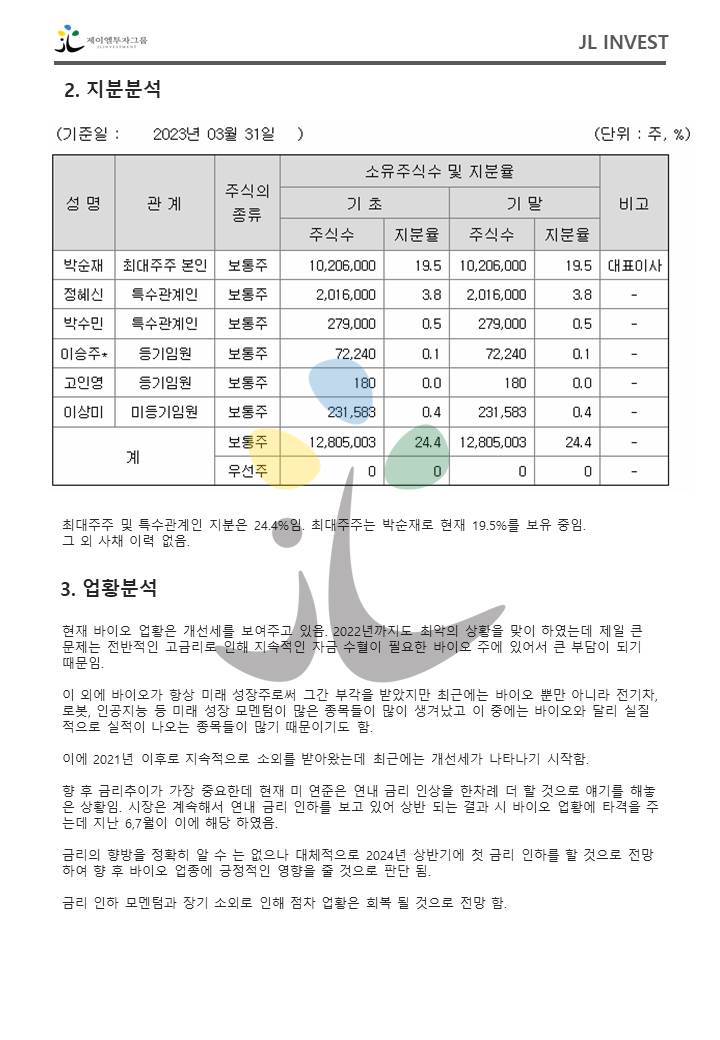 제이엘투자그룹
JL INVESTMENT
JL INVEST
2. 지분분석
(기준일 : 2023년 03월 31일 ) (단위 : 주, %)
성 명 관 계 주식의 종류 소유주식수 및 지분율 비고
기 초 기 말
주식수 지분율 주식수 지분율
박순재 최대주주 본인 보통주 10,206,000 19.5 10,206,000 19.5 대표이사
정혜신 특수관계인 보통주 2,016,000 3.8 2,016,000 3.8 -
박수민 특수관계인 보통주 279,000 0.5 279,000 0.5 -
이승주* 등기임원 보통주 72,240 0.1 72,240 0.1 -
고인영 등기임원 보통주 180 0.0 180 0.0 -
이상미 미등기임원 보통주 231,583 0.4 231,583 0.4 -
계 보통주 12,805,003 24.4 12,805,003 24.4 -
우선주 0 0 0 0 -
최대주주 및 특수관계인 지분은 24.4%임. 최대주주는 박순재로 현재 19.5%를 보유 중임.
그 외 사채 이력 없음.
3. 업황분석
현재 바이오 업황은 개선세를 보여주고 있음. 2022년까지도 최악의 상황을 맞이 하였는데 제일 큰
문제는 전반적인 고금리로 인해 지속적인 자금 수혈이 필요한 바이오 주에 있어서 큰 부담이 되기
때문임.
이 외에 바이오가 항상 미래 성장주로써 그간 부각을 받았지만 최근에는 바이오 뿐만 아니라 전기차,
로봇, 인공지능 등 미래 성장 모멘텀이 많은 종목들이 많이 생겨났고 이 중에는 바이오와 달리 실질
적으로 실적이 나오는 종목들이 많기 때문이기도 함.
이에 2021년 이후로 지속적으로 소외를 받아왔는데 최근에는 개선세가 나타나기 시작함.
향 후 금리추이가 가장 중요한데 현재 미 연준은 연내 금리 인상을 한차례 더 할 것으로 얘기를 해놓
은 상황임. 시장은 계속해서 연내 금리 인하를 보고 있어 상반 되는 결과 시 바이오 업황에 타격을 주
는데 지난 6,7월이 이에 해당 하였음.
금리의 향방을 정확히 알 수 는 없으나 대체적으로 2024년 상반기에 첫 금리 인하를 할 것으로 전망
하여 향 후 바이오 업종에 긍정적인 영향을 줄 것으로 판단 됨.
금리 인하 모멘텀과 장기 소외로 인해 점차 업황은 회복 될 것으로 전망 함.